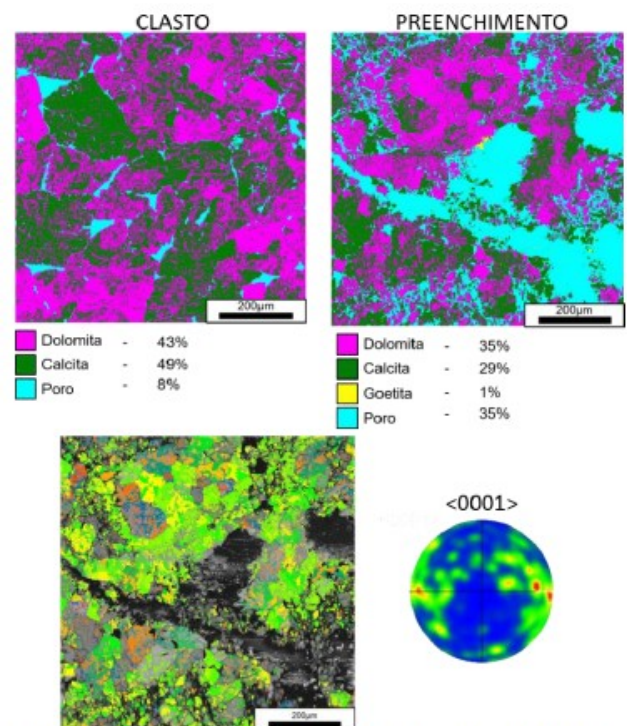 CLASTO
PREENCHIMENTO
200µm
200µm
Dolomita - 43%
Calcita - 49%
Poro - 8%
Dolomita - 35%
Calcita - 29%
Goetita - 1%
Poro - 35%
<0001>
200µm